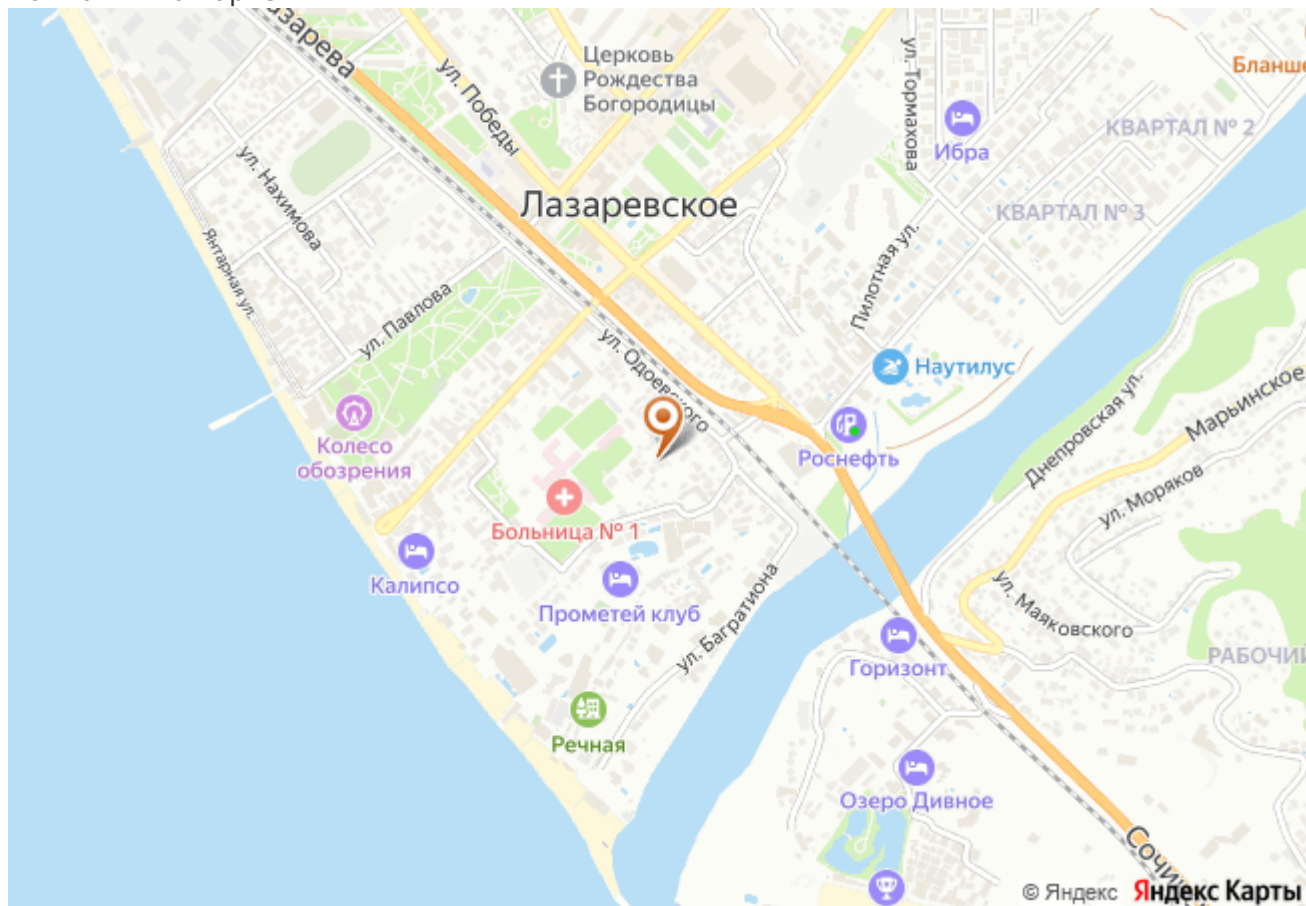 Лазарева
ул. Победы
Церковь
Рождества
Богородицы
ул. Тормахова
Бланше
Ибра
КВАРТАЛ № 2
ул. Нахимова
Лазаревское
КВАРТАЛ № 3
Янтарная ул.
ул. Павлова
Пилотная ул.
ул. Одоевского
Наутилус
Днепровская ул.
Марьинское
Колесо
обозрения
Роснефть
ул. Моряков
Больница № 1
Калипсо
Прометей клуб
ул. Багратиона
ул. Маяковского
Горизонт
РАБОЧИЙ
Речная
Озеро Дивное
Сочи
© Яндекс Яндекс Карты